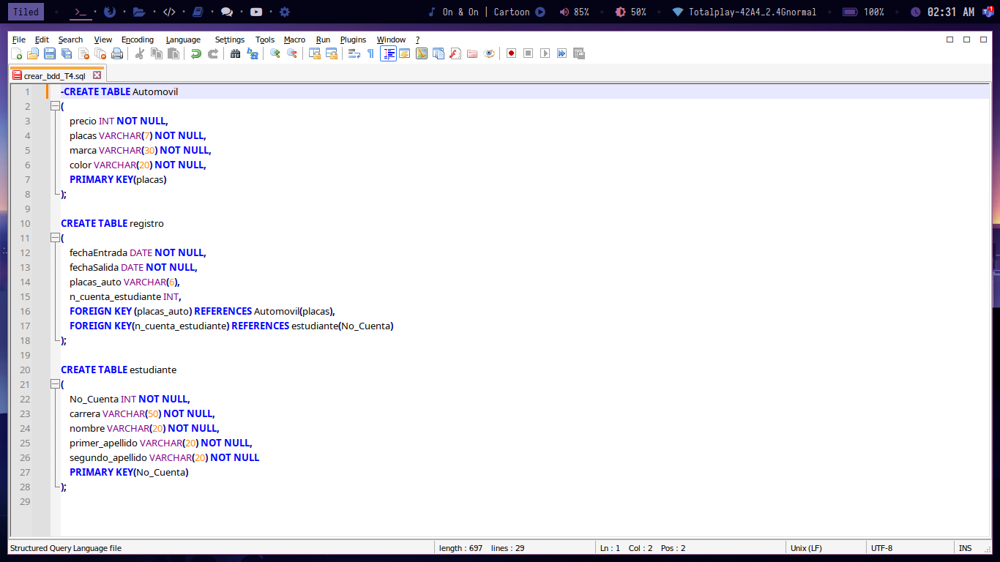 Tiled
On & On | Cartoon 85% 50% Totalplay-42A4_2.4Gnormal 100% 02:31 AM 1
File Edit Search View Encoding Language Settings Tools Macro Run Plugins Window ?
crear_bdd_T4.sql
1 -CREATE TABLE Automovil
2 (
3 precio INT NOT NULL,
4 placas VARCHAR(7) NOT NULL,
5 marca VARCHAR(30) NOT NULL,
6 color VARCHAR(20) NOT NULL,
7 PRIMARY KEY(placas)
8 );
9
10 CREATE TABLE registro
11 (
12 fechaEntrada DATE NOT NULL,
13 fechaSalida DATE NOT NULL,
14 placas_auto VARCHAR(6),
15 n_cuenta_estudiante INT,
16 FOREIGN KEY (placas_auto) REFERENCES Automovil(placas),
17 FOREIGN KEY(n_cuenta_estudiante) REFERENCES estudiante(No_Cuenta)
18 );
19
20 CREATE TABLE estudiante
21 (
22 No_Cuenta INT NOT NULL,
23 carrera VARCHAR(50) NOT NULL,
24 nombre VARCHAR(20) NOT NULL,
25 primer_apellido VARCHAR(20) NOT NULL,
26 segundo_apellido VARCHAR(20) NOT NULL
27 PRIMARY KEY(No_Cuenta)
28 );
29
Structured Query Language file length : 697 lines : 29 Ln : 1 Col : 2 Pos : 2 Unix (LF) UTF-8 INS